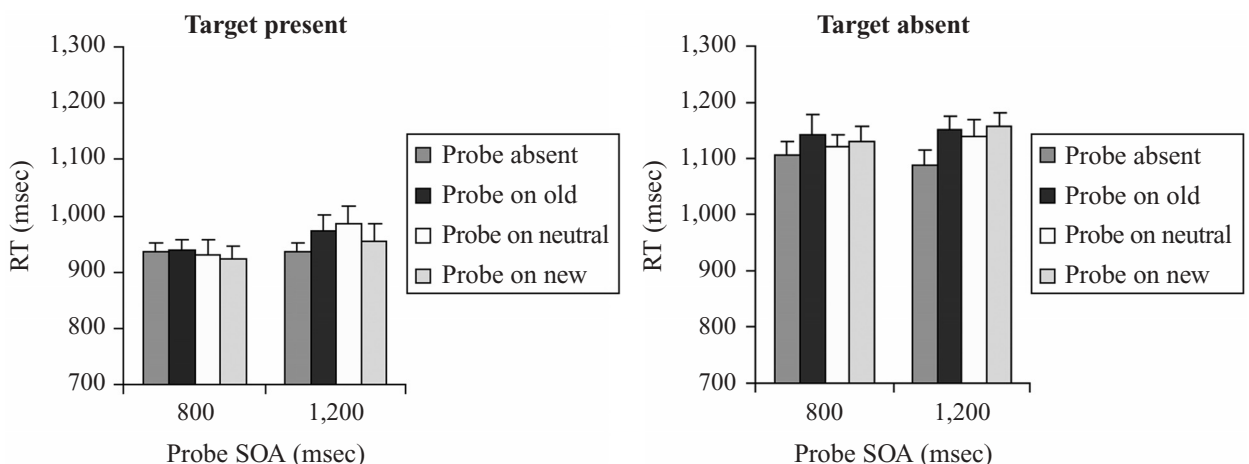 Target present
1,300
1,200
1,100
1,000
900
800
700
RT (msec)
Probe absent
Probe on old
Probe on neutral
Probe on new
800
1,200
Probe SOA (msec)
Target absent
1,300
1,200
1,100
1,000
900
800
700
RT (msec)
Probe absent
Probe on old
Probe on neutral
Probe on new
800
1,200
Probe SOA (msec)